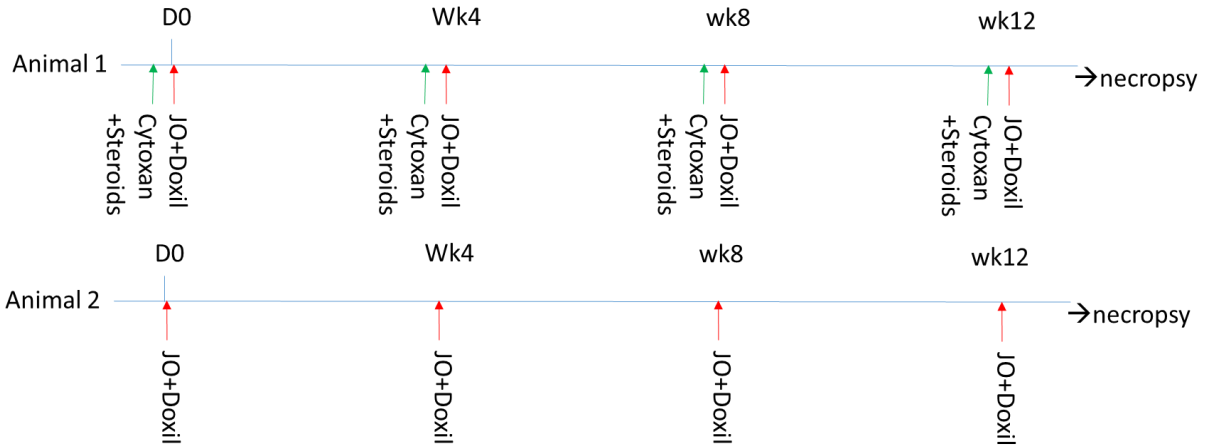 D0 Wk4 wk8 wk12
Animal 1
→necropsy
JO+Doxil
Cytoxan
+Steroids
JO+Doxil
Cytoxan
+Steroids
JO+Doxil
Cytoxan
+Steroids
JO+Doxil
Cytoxan
+Steroids
D0 Wk4 wk8 wk12
Animal 2
→necropsy
JO+Doxil
JO+Doxil
JO+Doxil
JO+Doxil